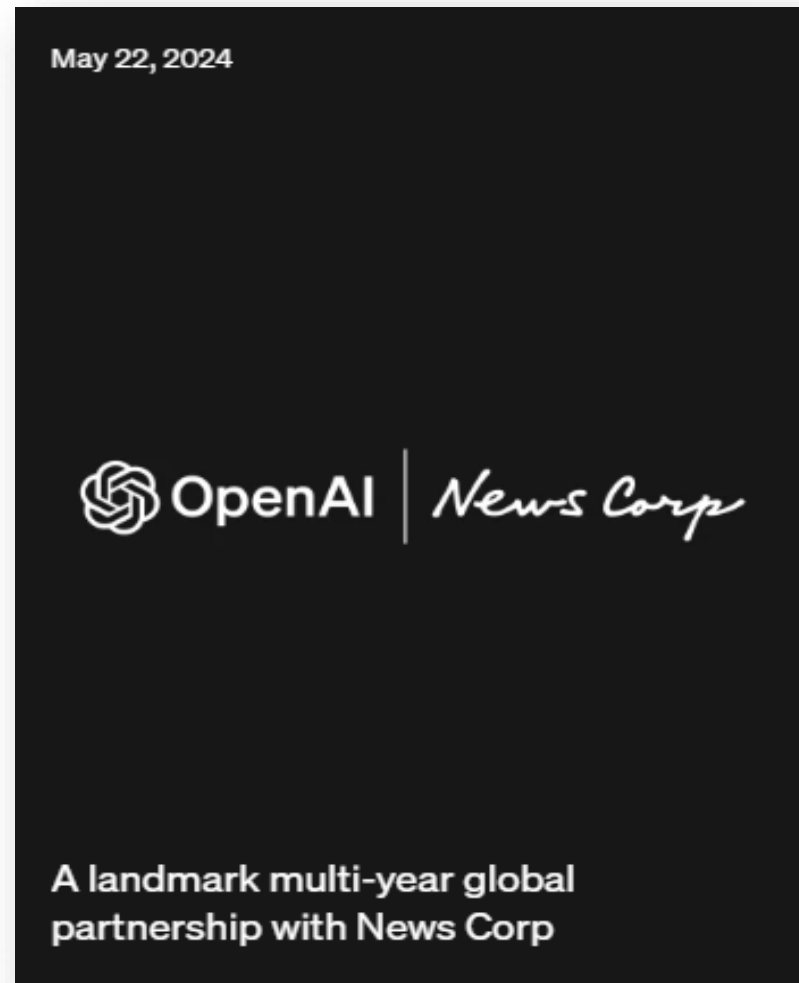 May 22, 2024
OpenAI | News Corp
A landmark multi-year global
partnership with News Corp